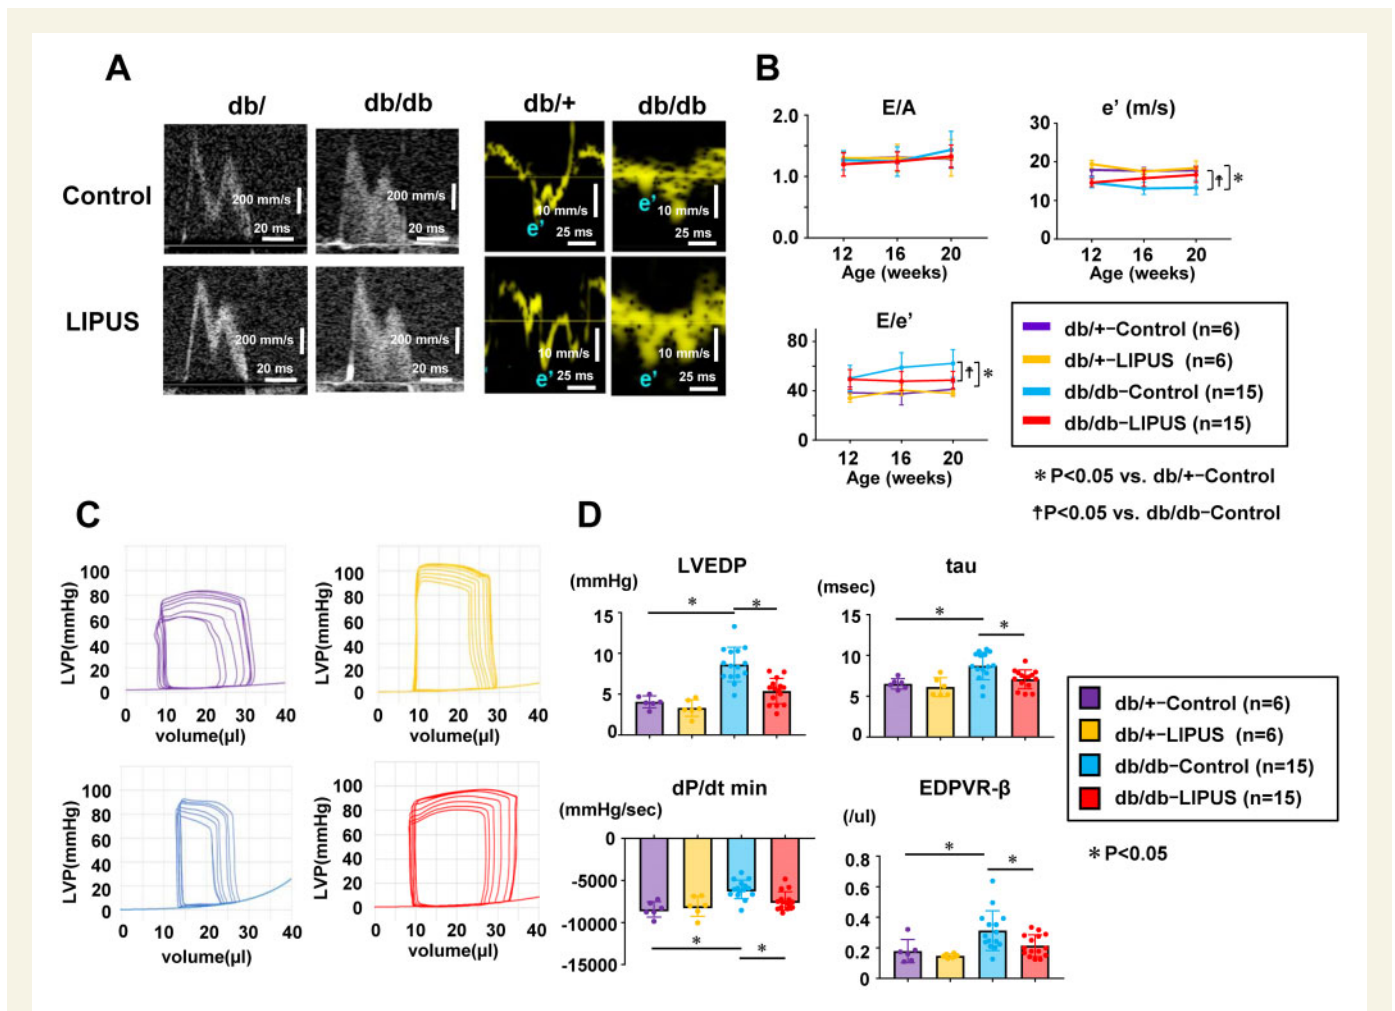 A
db/
db/db
db/+
db/db
Control
200 mm/s
20 ms
200 mm/s
20 ms
e'
10 mm/s
25 ms
e'
10 mm/s
25 ms
LIPUS
200 mm/s
20 ms
200 mm/s
20 ms
e'
10 mm/s
25 ms
e'
10 mm/s
25 ms
B
E/A
2.0
1.0
0.0
12 16 20
Age (weeks)
e' (m/s)
30
20
10
0
12 16 20
Age (weeks)
*
E/e'
80
40
0
12 16 20
Age (weeks)
*
db/+−Control (n=6)
db/+−LIPUS (n=6)
db/db−Control (n=15)
db/db−LIPUS (n=15)
*P<0.05 vs. db/+−Control
☨P<0.05 vs. db/db−Control
C
LVP(mmHg)
100
80
60
40
20
0
0 10 20 30 40
volume(µl)
LVP(mmHg)
100
80
60
40
20
0
0 10 20 30 40
volume(µl)
LVP(mmHg)
100
80
60
40
20
0
0 10 20 30 40
volume(µl)
LVP(mmHg)
100
80
60
40
20
0
0 10 20 30 40
volume(µl)
D
LVEDP
(mmHg)
15
10
5
0
* *
tau
(msec)
15
10
5
0
* *
dP/dt min
(mmHg/sec)
0
-5000
-10000
-15000
* *
EDPVR-β
(/ul)
0.8
0.6
0.4
0.2
0
* *
db/+−Control (n=6)
db/+−LIPUS (n=6)
db/db−Control (n=15)
db/db−LIPUS (n=15)
*P<0.05